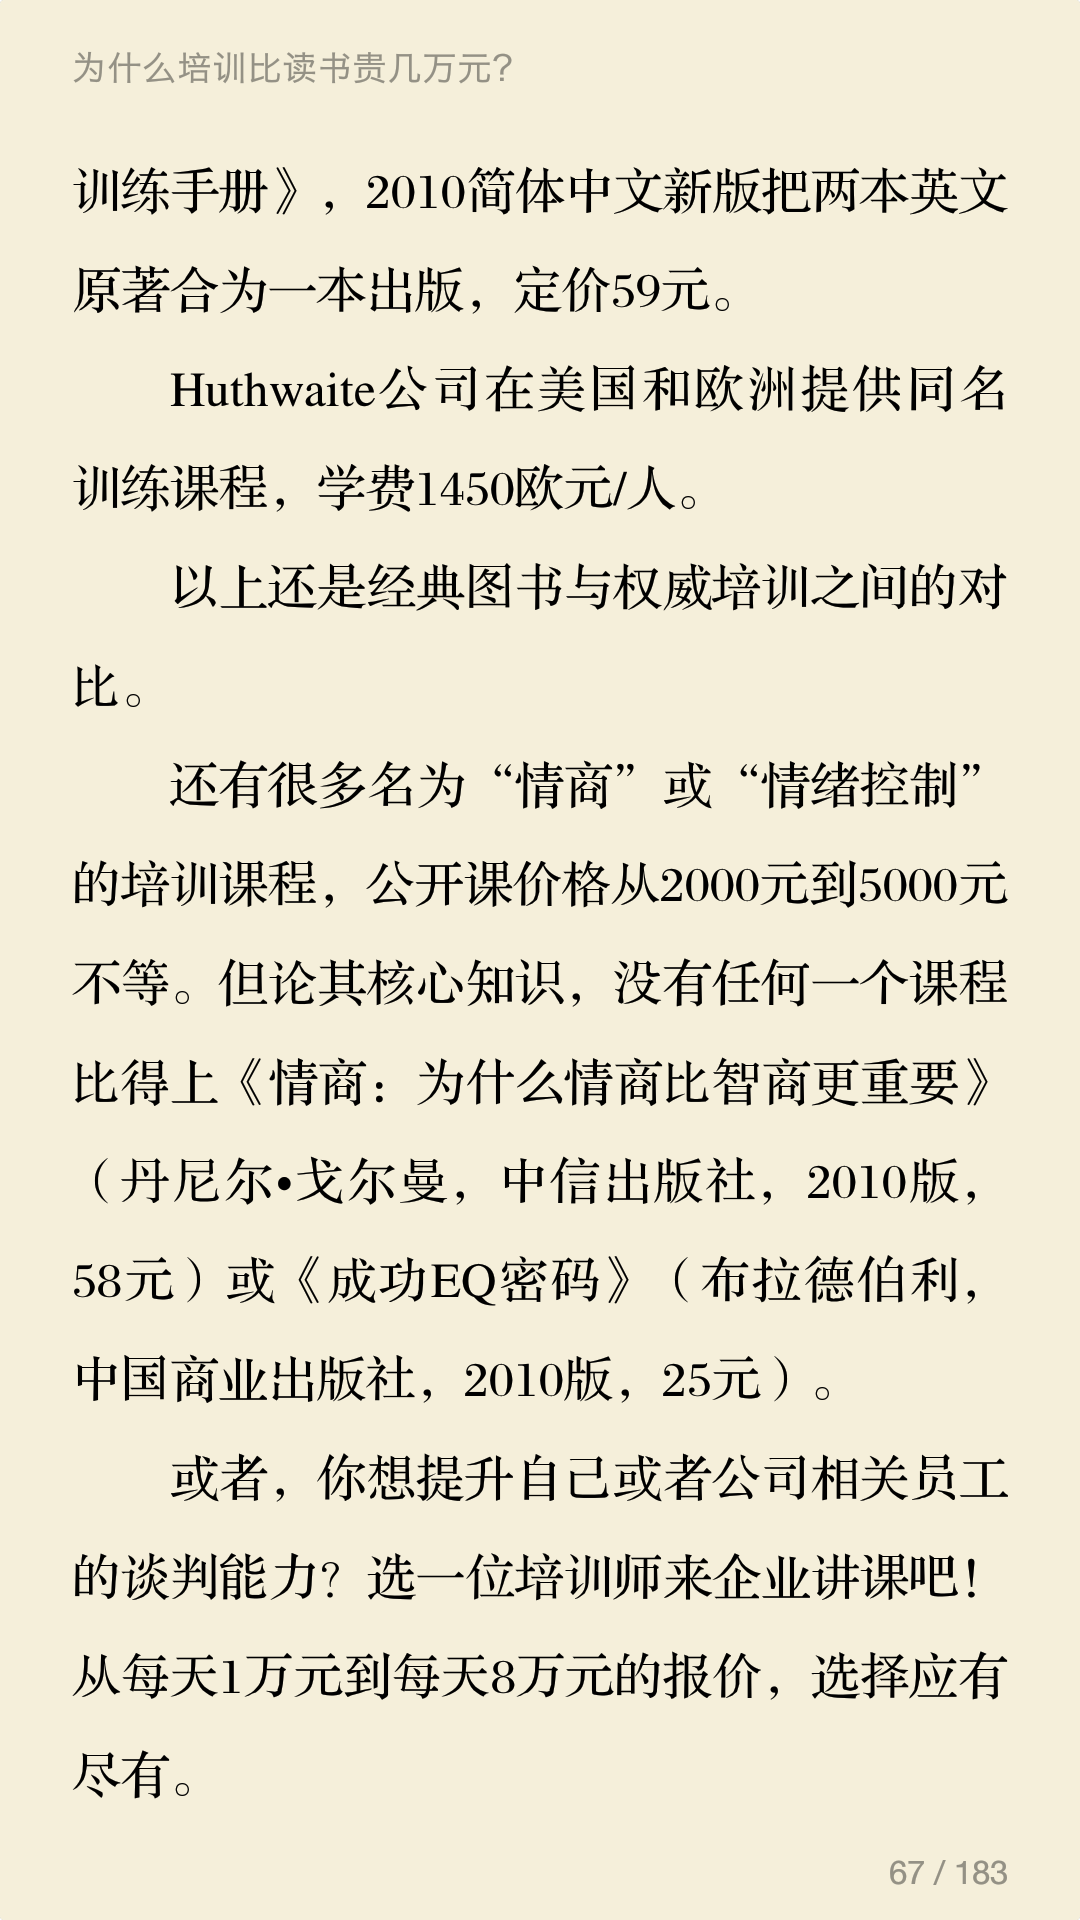 为什么培训比读书贵几万元?
训练手册》，2010简体中文新版把两本英文
原著合为一本出版，定价59元。
Huthwaite公司在美国和欧洲提供同名
训练课程，学费1450欧元/人。
以上还是经典图书与权威培训之间的对
比。
还有很多名为“情商”或“情绪控制”
的培训课程，公开课价格从2000元到5000元
不等。但论其核心知识，没有任何一个课程
比得上《情商：为什么情商比智商更重要》
（丹尼尔•戈尔曼，中信出版社，2010版，
58元）或《成功EQ密码》（布拉德伯利，
中国商业出版社，2010版，25元）。
或者，你想提升自己或者公司相关员工
的谈判能力？选一位培训师来企业讲课吧！
从每天1万元到每天8万元的报价，选择应有
尽有。
67 / 183